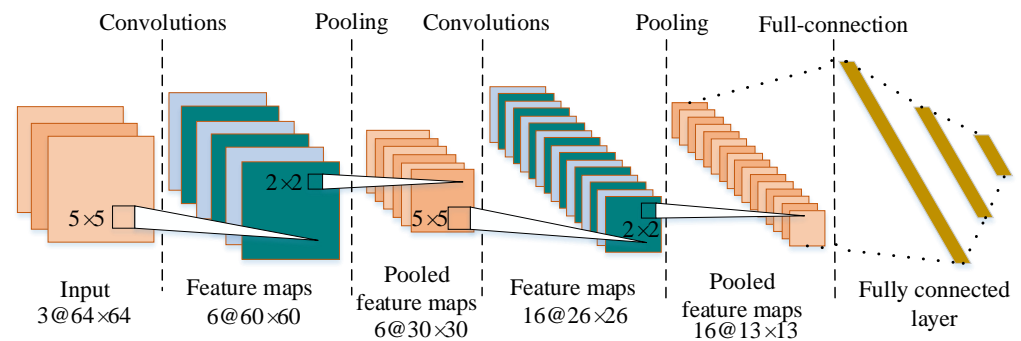 Convolutions
Pooling
Convolutions
Pooling
Full-connection
5×5
2×2
5×5
2×2
Input
3@64×64
Feature maps
6@60×60
Pooled
feature maps
6@30×30
Feature maps
16@26×26
Pooled
feature maps
16@13×13
Fully connected
layer